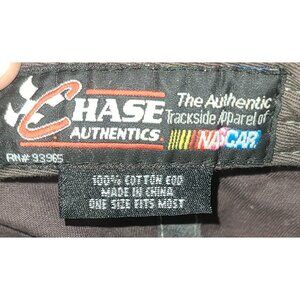 CHASE
AUTHENTICS
The Authentic
Trackside Apparel of
NASCAR
RN# 93965
100% COTTON EOD
MADE IN CHINA
ONE SIZE FITS MOST